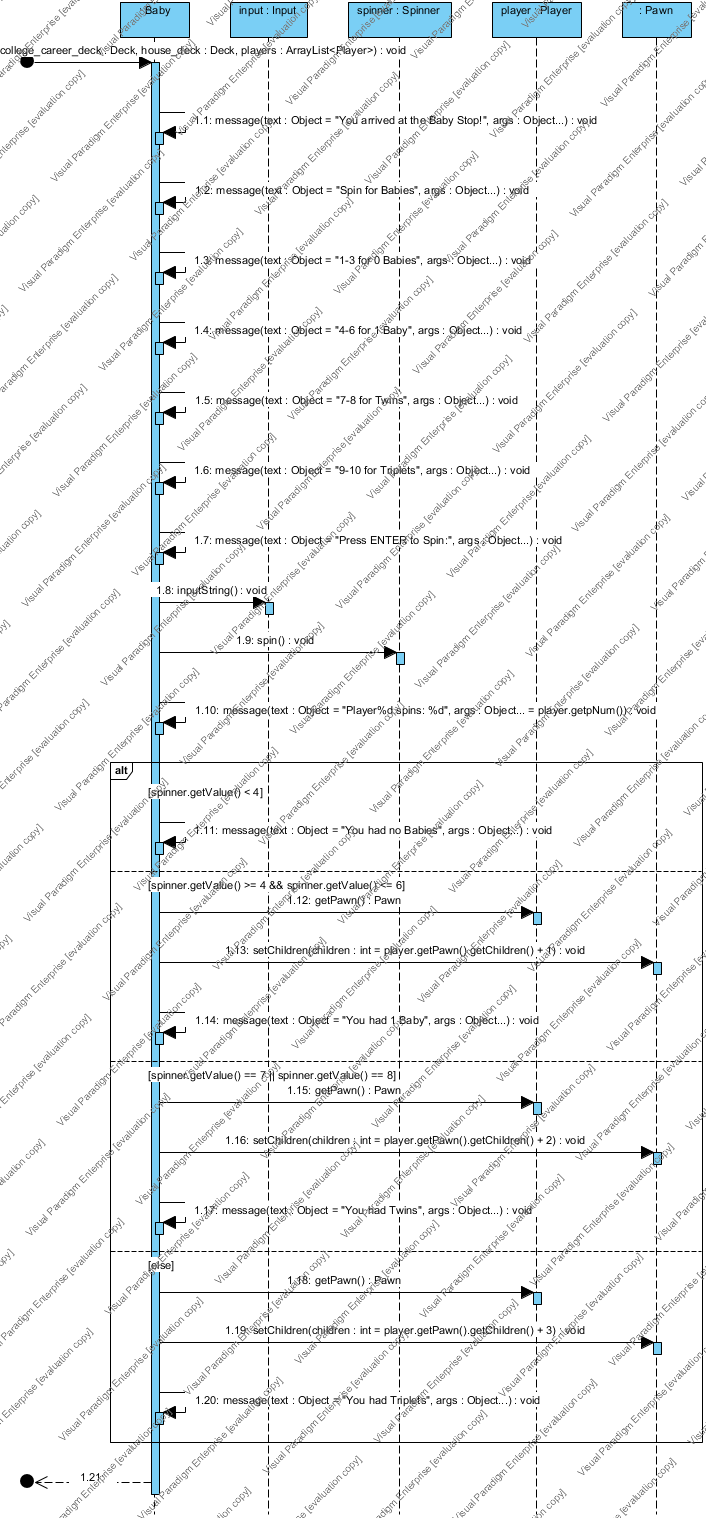 Baby
input : Input
spinner : Spinner
player : Player
: Pawn
college_career_deck : Deck, house_deck : Deck, players : ArrayList<Player>) : void
1.1: message(text : Object = "You arrived at the Baby Stop!", args : Object...) : void
1.2: message(text : Object = "Spin for Babies", args : Object...) : void
1.3: message(text : Object = "1-3 for 0 Babies", args : Object...) : void
1.4: message(text : Object = "4-6 for 1 Baby", args : Object...) : void
1.5: message(text : Object = "7-8 for Twins", args : Object...) : void
1.6: message(text : Object = "9-10 for Triplets", args : Object...) : void
1.7: message(text : Object = "Press ENTER to Spin:", args : Object...) : void
1.8: inputString() : void
1.9: spin() : void
1.10: message(text : Object = "Player%d spins: %d", args : Object... = player.getpNum()) : void
alt
[spinner.getValue() < 4]
1.11: message(text : Object = "You had no Babies", args : Object...) : void
[spinner.getValue() >= 4 && spinner.getValue() <= 6]
1.12: getPawn() : Pawn
1.13: setChildren(children : int = player.getPawn().getChildren() + 1) : void
1.14: message(text : Object = "You had 1 Baby", args : Object...) : void
[spinner.getValue() == 7 || spinner.getValue() == 8]
1.15: getPawn() : Pawn
1.16: setChildren(children : int = player.getPawn().getChildren() + 2) : void
1.17: message(text : Object = "You had Twins", args : Object...) : void
[else]
1.18: getPawn() : Pawn
1.19: setChildren(children : int = player.getPawn().getChildren() + 3) : void
1.20: message(text : Object = "You had Triplets", args : Object...) : void
1.21
Visual Paradigm Enterprise [evaluation copy]